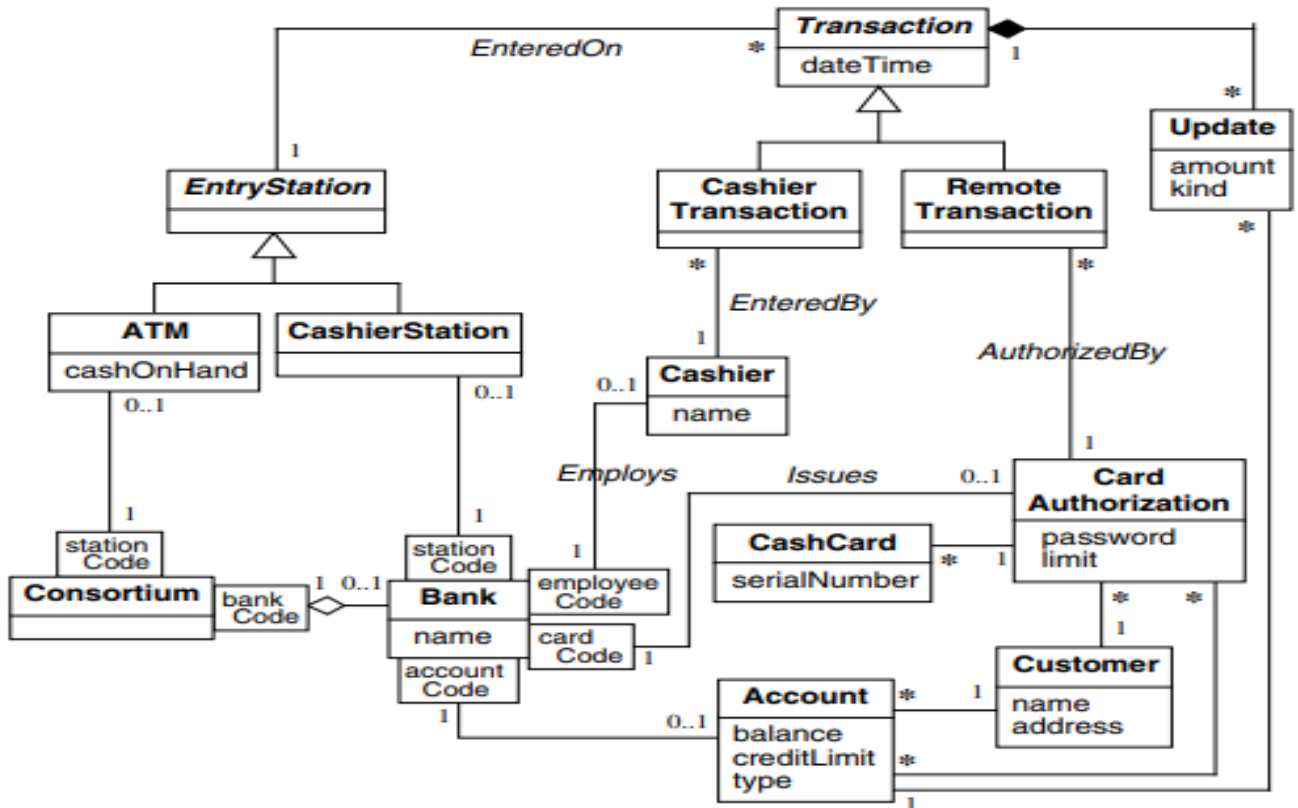 Transaction
dateTime
EnteredOn
*
1
*
1
Update
amount
kind
*
EntryStation
Cashier
Transaction
Remote
Transaction
*
*
EnteredBy
1
AuthorizedBy
ATM
cashOnHand
CashierStation
0..1
0..1
0..1
Cashier
name
1
Employs
Issues
0..1
Card
Authorization
password
limit
1
1
station
Code
station
Code
CashCard
serialNumber
*
1
1
Consortium
bank
Code
1
0..1
Bank
name
employee
Code
card
Code
1
account
Code
*
*
1
Customer
name
address
1
0..1
Account
balance
creditLimit
type
*
1
*
1